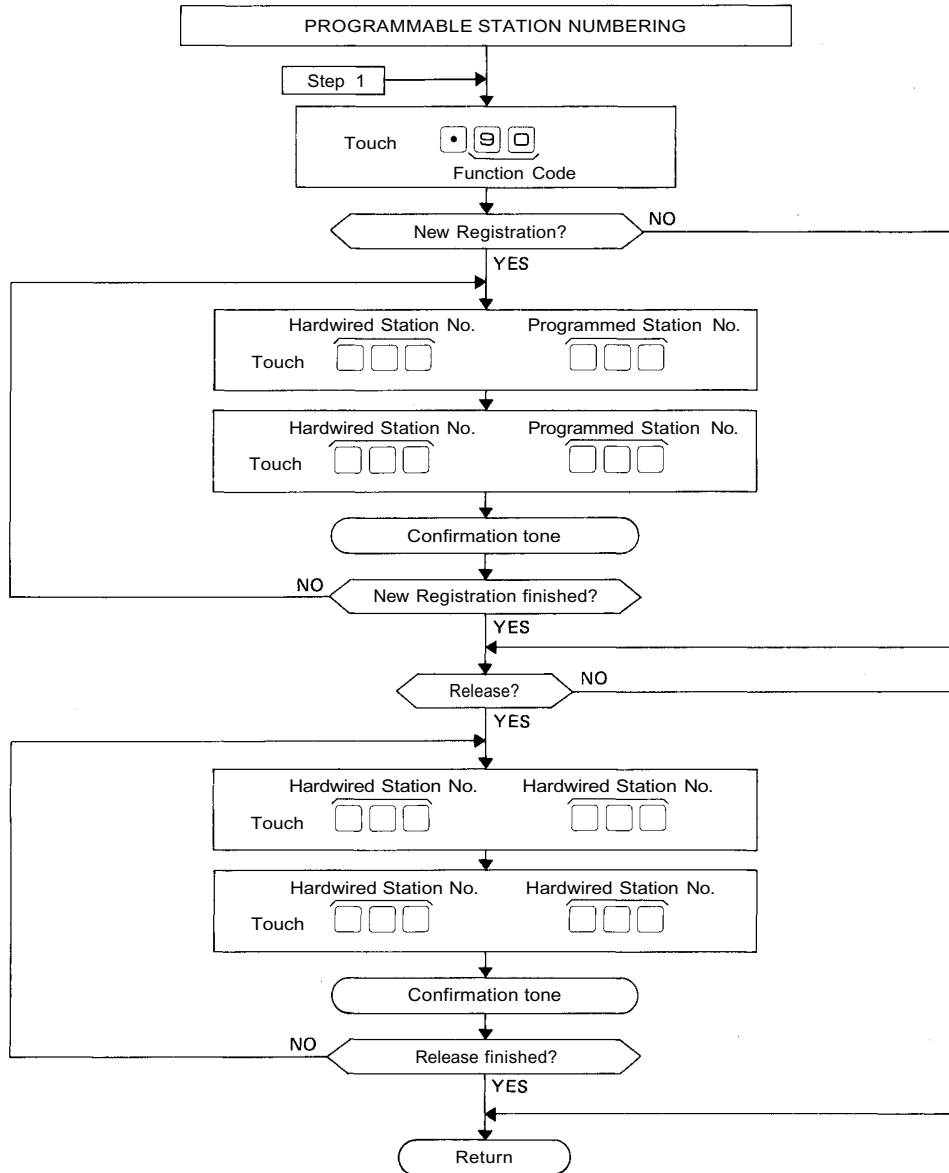 PROGRAMMABLE STATION NUMBERING
Step 1
Touch • 9 0
Function Code
New Registration?
NO
YES
Hardwired Station No. Programmed Station No.
Touch
Hardwired Station No. Programmed Station No.
Touch
Confirmation tone
NO
New Registration finished?
YES
Release?
NO
YES
Hardwired Station No. Hardwired Station No.
Touch
Hardwired Station No. Hardwired Station No.
Touch
Confirmation tone
NO
Release finished?
YES
Return